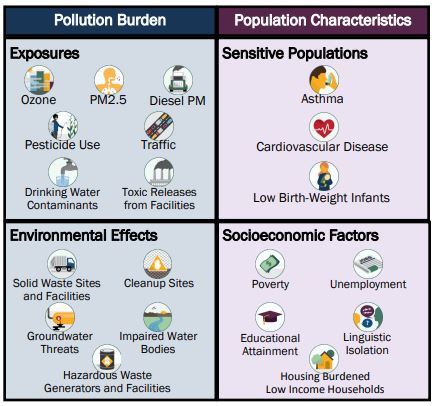 Pollution Burden
Population Characteristics
Exposures
Ozone
PM2.5
Diesel PM
Pesticide Use
Traffic
Drinking Water
Contaminants
Toxic Releases
from Facilities
Sensitive Populations
Asthma
Cardiovascular Disease
Low Birth-Weight Infants
Environmental Effects
Solid Waste Sites
and Facilities
Cleanup Sites
Groundwater
Threats
Impaired Water
Bodies
Hazardous Waste
Generators and Facilities
Socioeconomic Factors
Poverty
Unemployment
Educational
Attainment
Linguistic
Isolation
Housing Burdened
Low Income Households